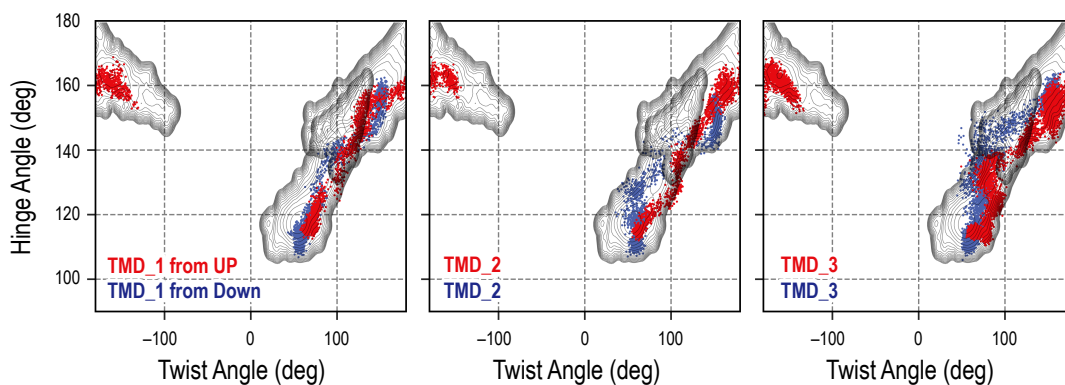 180
160
140
120
100
Hinge Angle (deg)
TMD_1 from UP
TMD_1 from Down
TMD_2
TMD_2
TMD_3
TMD_3
–100 0 100 –100 0 100 –100 0 100
Twist Angle (deg) Twist Angle (deg) Twist Angle (deg)